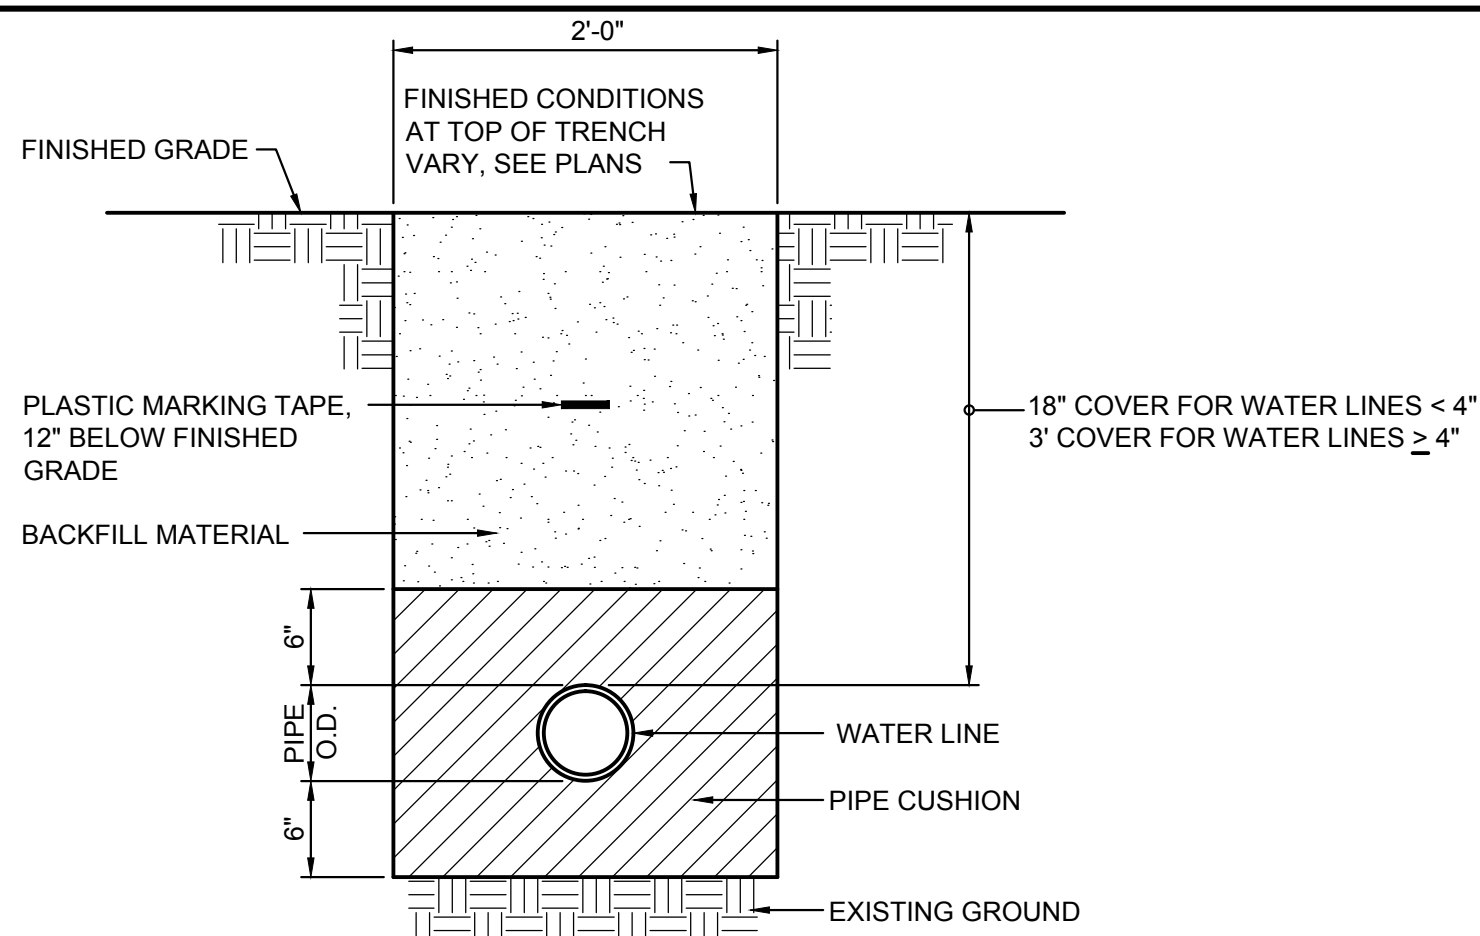 2'-0"
FINISHED CONDITIONS
AT TOP OF TRENCH
VARY, SEE PLANS
FINISHED GRADE
PLASTIC MARKING TAPE,
12" BELOW FINISHED
GRADE
18" COVER FOR WATER LINES < 4"
3' COVER FOR WATER LINES ≥ 4"
BACKFILL MATERIAL
6"
PIPE
O.D.
6"
WATER LINE
PIPE CUSHION
EXISTING GROUND